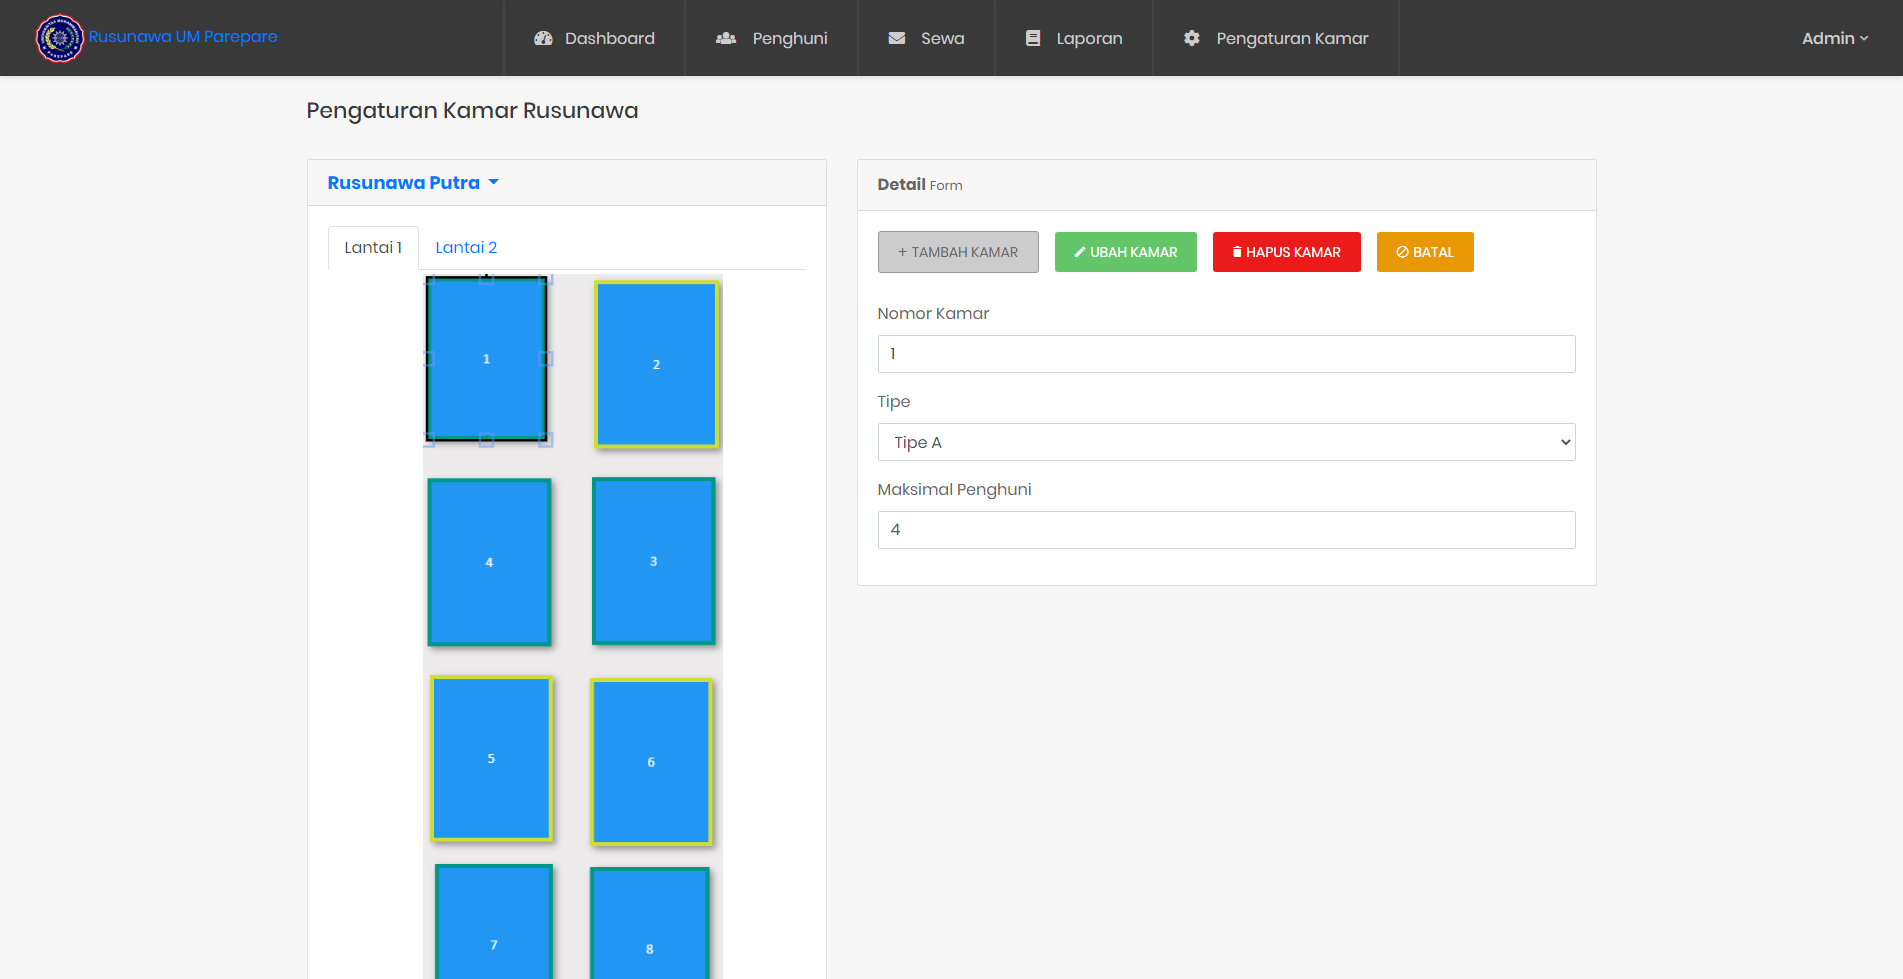 Rusunawa UM Parepare
Dashboard
Penghuni
Sewa
Laporan
Pengaturan Kamar
Admin
Pengaturan Kamar Rusunawa
Rusunawa Putra
Lantai 1
Lantai 2
1
2
4
3
5
6
7
8
Detail Form
+ TAMBAH KAMAR
UBAH KAMAR
HAPUS KAMAR
BATAL
Nomor Kamar
1
Tipe
Tipe A
Maksimal Penghuni
4